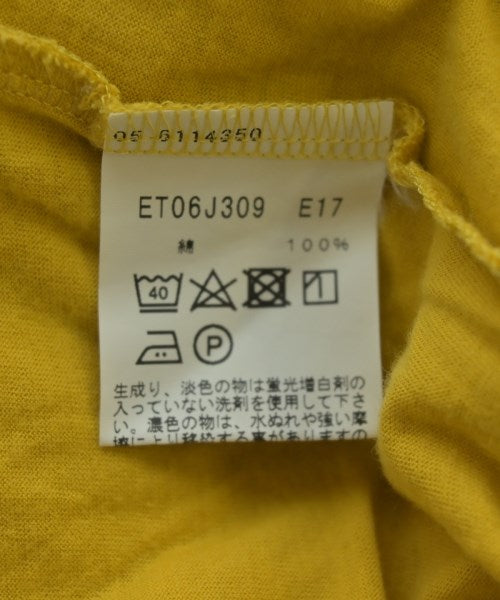 05-6114350
ET06J309 E17
綿 100%
40
P
生成り、淡色の物は蛍光増白剤の
入っていない洗剤を使用して下さ
い。濃色の物は、水ぬれや強い摩
擦により移染する事がありますの